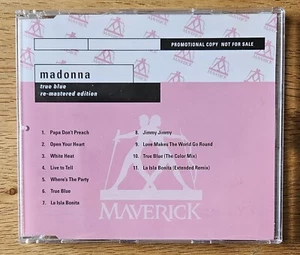 PROMOTIONAL COPY NOT FOR SALE
madonna
true blue
re-mastered edition
1. Papa Don't Preach
2. Open Your Heart
3. White Heat
4. Live to Tell
5. Where's The Party
6. True Blue
7. La Isla Bonita
8. Jimmy Jimmy
9. Love Makes The World Go Round
10. True Blue (The Color Mix)
11. La Isla Bonita (Extended Remix)
MAVERICK